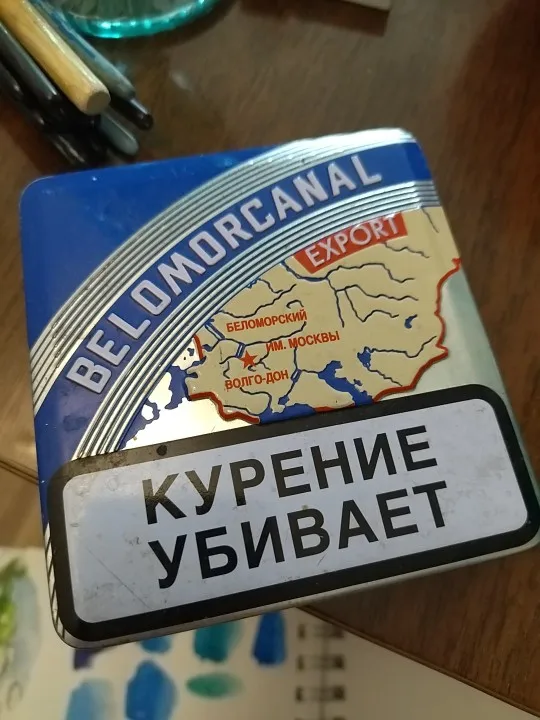 BELOMORCANAL
EXPORT
БЕЛОМОРСКИЙ
ИМ. МОСКВЫ
ВОЛГО-ДОН
КУРЕНИЕ
УБИВАЕТ